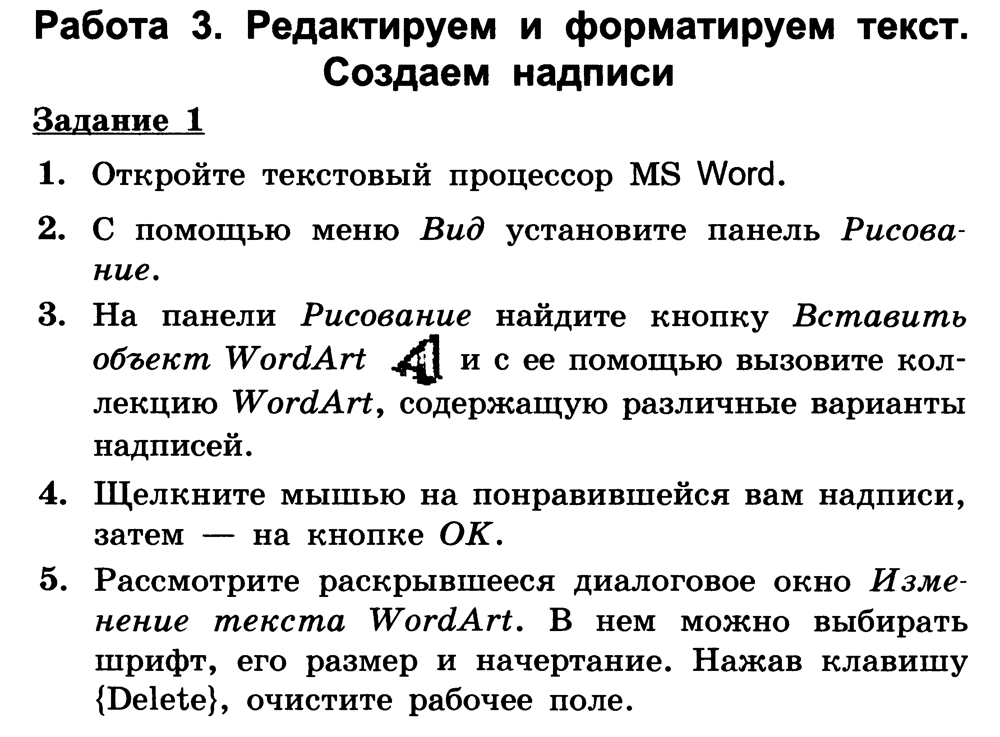 Работа 3. Редактируем и форматируем текст.
Создаем надписи
Задание 1
1. Откройте текстовый процессор MS Word.
2. С помощью меню Вид установите панель Рисова-
ние.
3. На панели Рисование найдите кнопку Вставить
объект WordArt и с ее помощью вызовите кол-
лекцию WordArt, содержащую различные варианты
надписей.
4. Щелкните мышью на понравившейся вам надписи,
затем — на кнопке ОК.
5. Рассмотрите раскрывшееся диалоговое окно Изме-
нение текста WordArt. В нем можно выбирать
шрифт, его размер и начертание. Нажав клавишу
{Delete}, очистите рабочее поле.